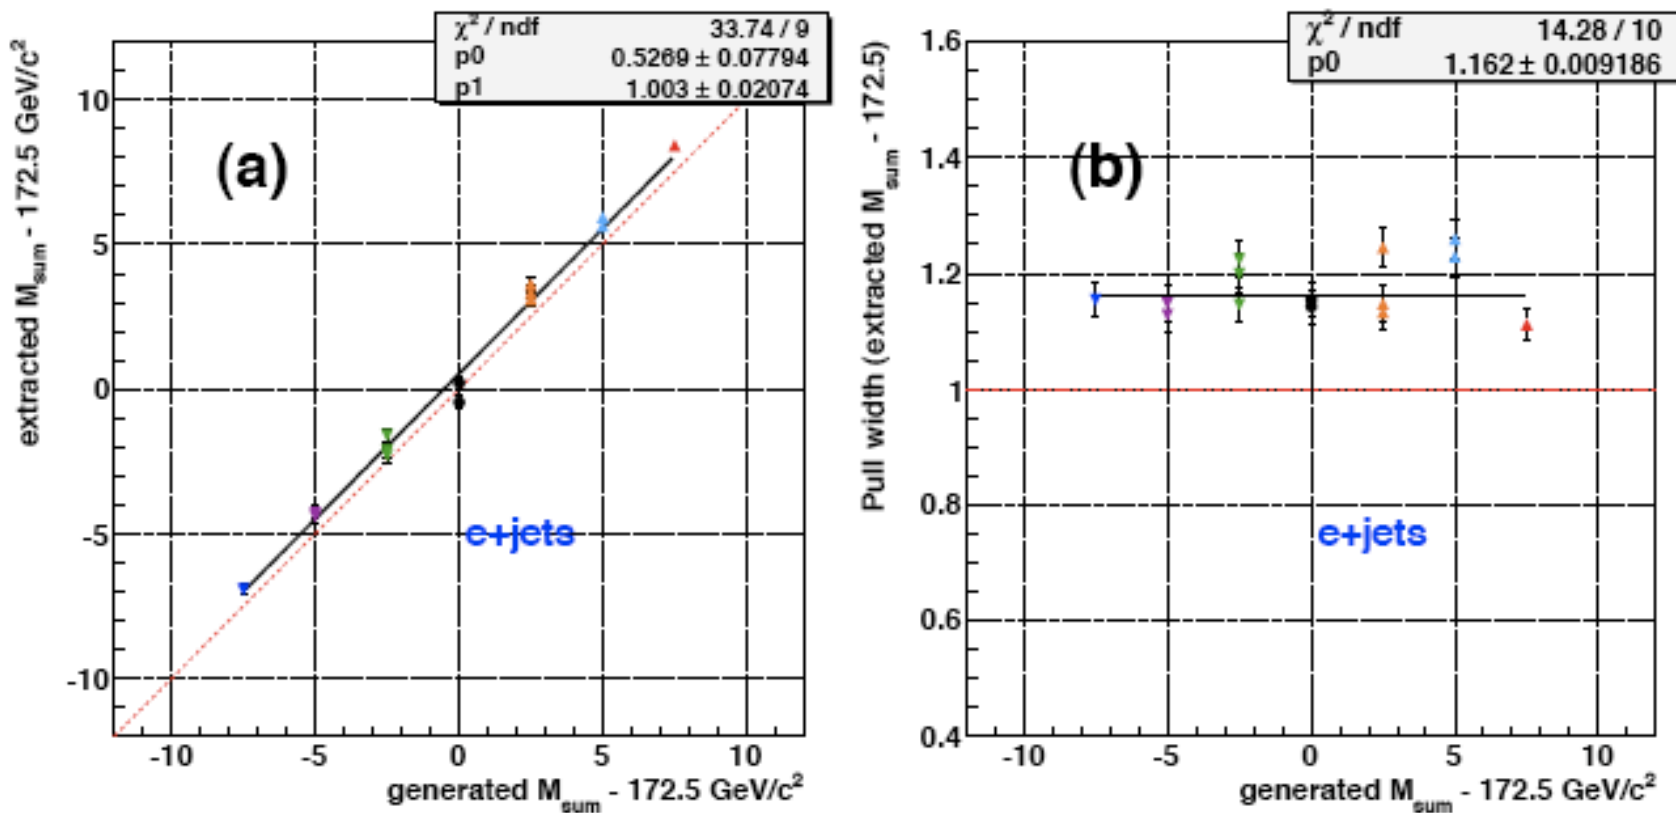 χ² / ndf 33.74 / 9
p0 0.5269 ± 0.07794
p1 1.003 ± 0.02074
(a)
e+jets
extracted M_sum - 172.5 GeV/c²
10
5
0
-5
-10
-10 -5 0 5 10
generated M_sum - 172.5 GeV/c²
χ² / ndf 14.28 / 10
p0 1.162 ± 0.009186
(b)
e+jets
Pull width (extracted M_sum - 172.5)
1.6
1.4
1.2
1
0.8
0.6
0.4
-10 -5 0 5 10
generated M_sum - 172.5 GeV/c²